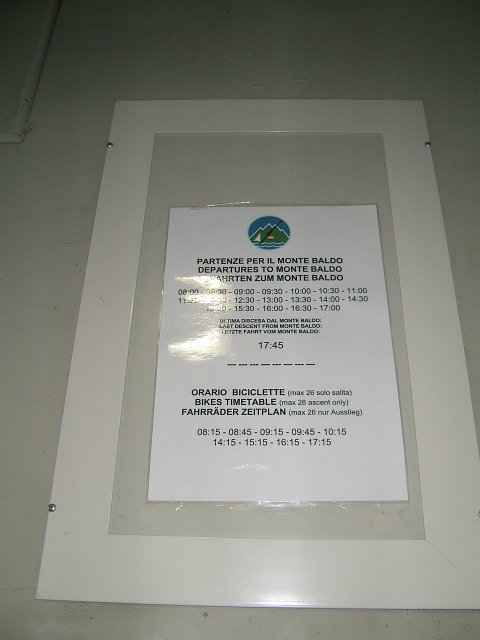 PARTENZE PER IL MONTE BALDO
DEPARTURES TO MONTE BALDO
ZUM MONTE BALDO
08:00 - 09:00 - 09:30 - 10:00 - 10:30 - 11:00
12:30 - 13:00 - 13:30 - 14:00 - 14:30
15:30 - 16:00 - 16:30 - 17:00
ULTIMA DISCESA DAL MONTE BALDO:
LAST DESCENT FROM MONTE BALDO:
LETZTE FAHRT VOM MONTE BALDO:
17:45
--- --- --- --- --- --- --- ---
ORARIO BICICLETTE (max 26 solo salita)
BIKES TIMETABLE (max 26 ascent only)
FAHRRÄDER ZEITPLAN (max 26 nur Ausstieg)
08:15 - 08:45 - 09:15 - 09:45 - 10:15
14:15 - 15:15 - 16:15 - 17:15